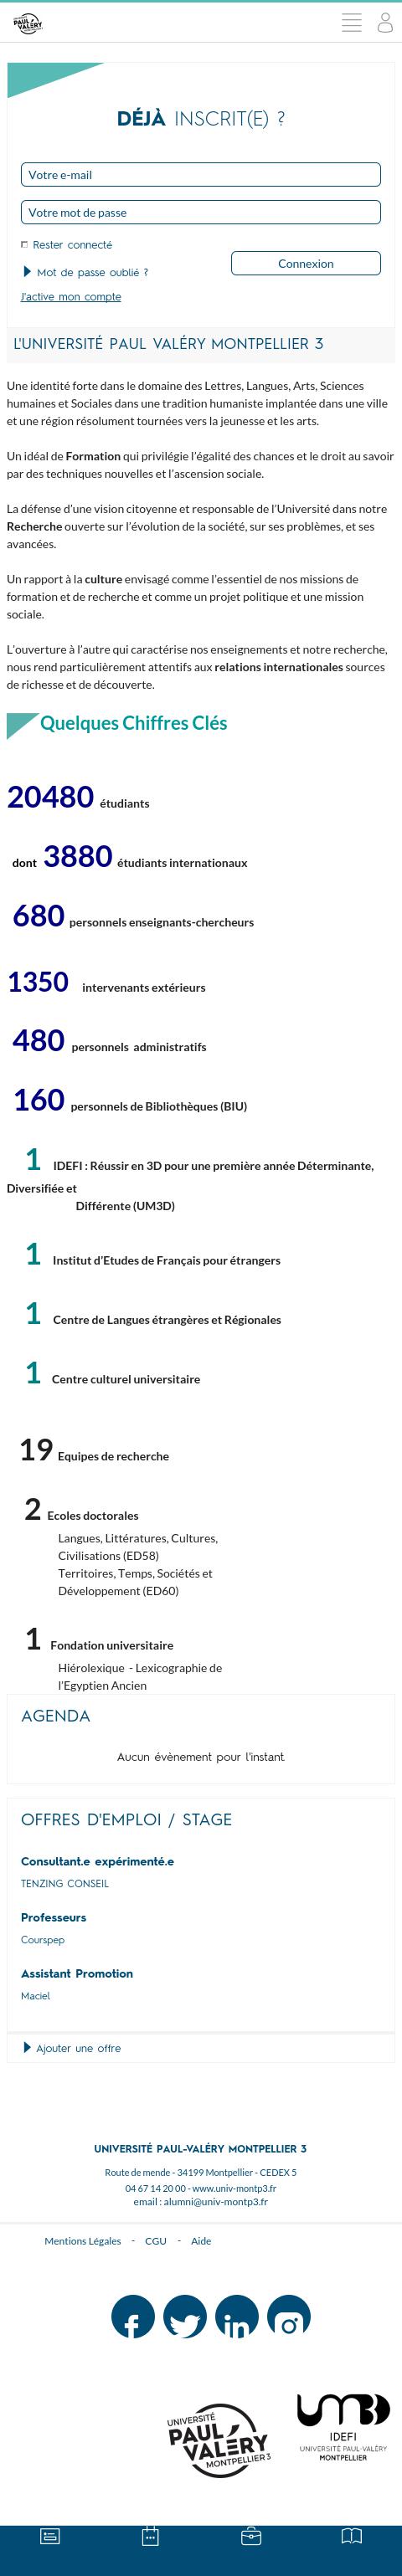 PAUL
VALÉRY
DÉJÀ INSCRIT(E) ?
Votre e-mail
Votre mot de passe
Rester connecté
Connexion
Mot de passe oublié ?
J'active mon compte
L'UNIVERSITÉ PAUL VALÉRY MONTPELLIER 3
Une identité forte dans le domaine des Lettres, Langues, Arts, Sciences
humaines et Sociales dans une tradition humaniste implantée dans une ville
et une région résolument tournées vers la jeunesse et les arts.
Un idéal de Formation qui privilégie l'égalité des chances et le droit au savoir
par des techniques nouvelles et l'ascension sociale.
La défense d'une vision citoyenne et responsable de l'Université dans notre
Recherche ouverte sur l'évolution de la société, sur ses problèmes, et ses
avancées.
Un rapport à la culture envisagé comme l'essentiel de nos missions de
formation et de recherche et comme un projet politique et une mission
sociale.
L'ouverture à l'autre qui caractérise nos enseignements et notre recherche,
nous rend particulièrement attentifs aux relations internationales sources
de richesse et de découverte.
Quelques Chiffres Clés
20480 étudiants
dont 3880 étudiants internationaux
680 personnels enseignants-chercheurs
1350 intervenants extérieurs
480 personnels administratifs
160 personnels de Bibliothèques (BIU)
1 IDEFI : Réussir en 3D pour une première année Déterminante,
Diversifiée et
Différente (UM3D)
1 Institut d'Etudes de Français pour étrangers
1 Centre de Langues étrangères et Régionales
1 Centre culturel universitaire
19 Equipes de recherche
2 Ecoles doctorales
Langues, Littératures, Cultures,
Civilisations (ED58)
Territoires, Temps, Sociétés et
Développement (ED60)
1 Fondation universitaire
Hiérolexique - Lexicographie de
l'Egyptien Ancien
AGENDA
Aucun évènement pour l'instant
OFFRES D'EMPLOI / STAGE
Consultant.e expérimenté.e
TENZING CONSEIL
Professeurs
Courspep
Assistant Promotion
Maciel
Ajouter une offre
UNIVERSITÉ PAUL-VALÉRY MONTPELLIER 3
Route de mende - 34199 Montpellier - CEDEX 5
04 67 14 20 00 - www.univ-montp3.fr
email : alumni@univ-montp3.fr
Mentions Légales - CGU - Aide
UNIVERSITÉ
PAUL
VALÉRY
MONTPELLIER 3
UM3D
IDEFI
UNIVERSITÉ PAUL-VALÉRY
MONTPELLIER